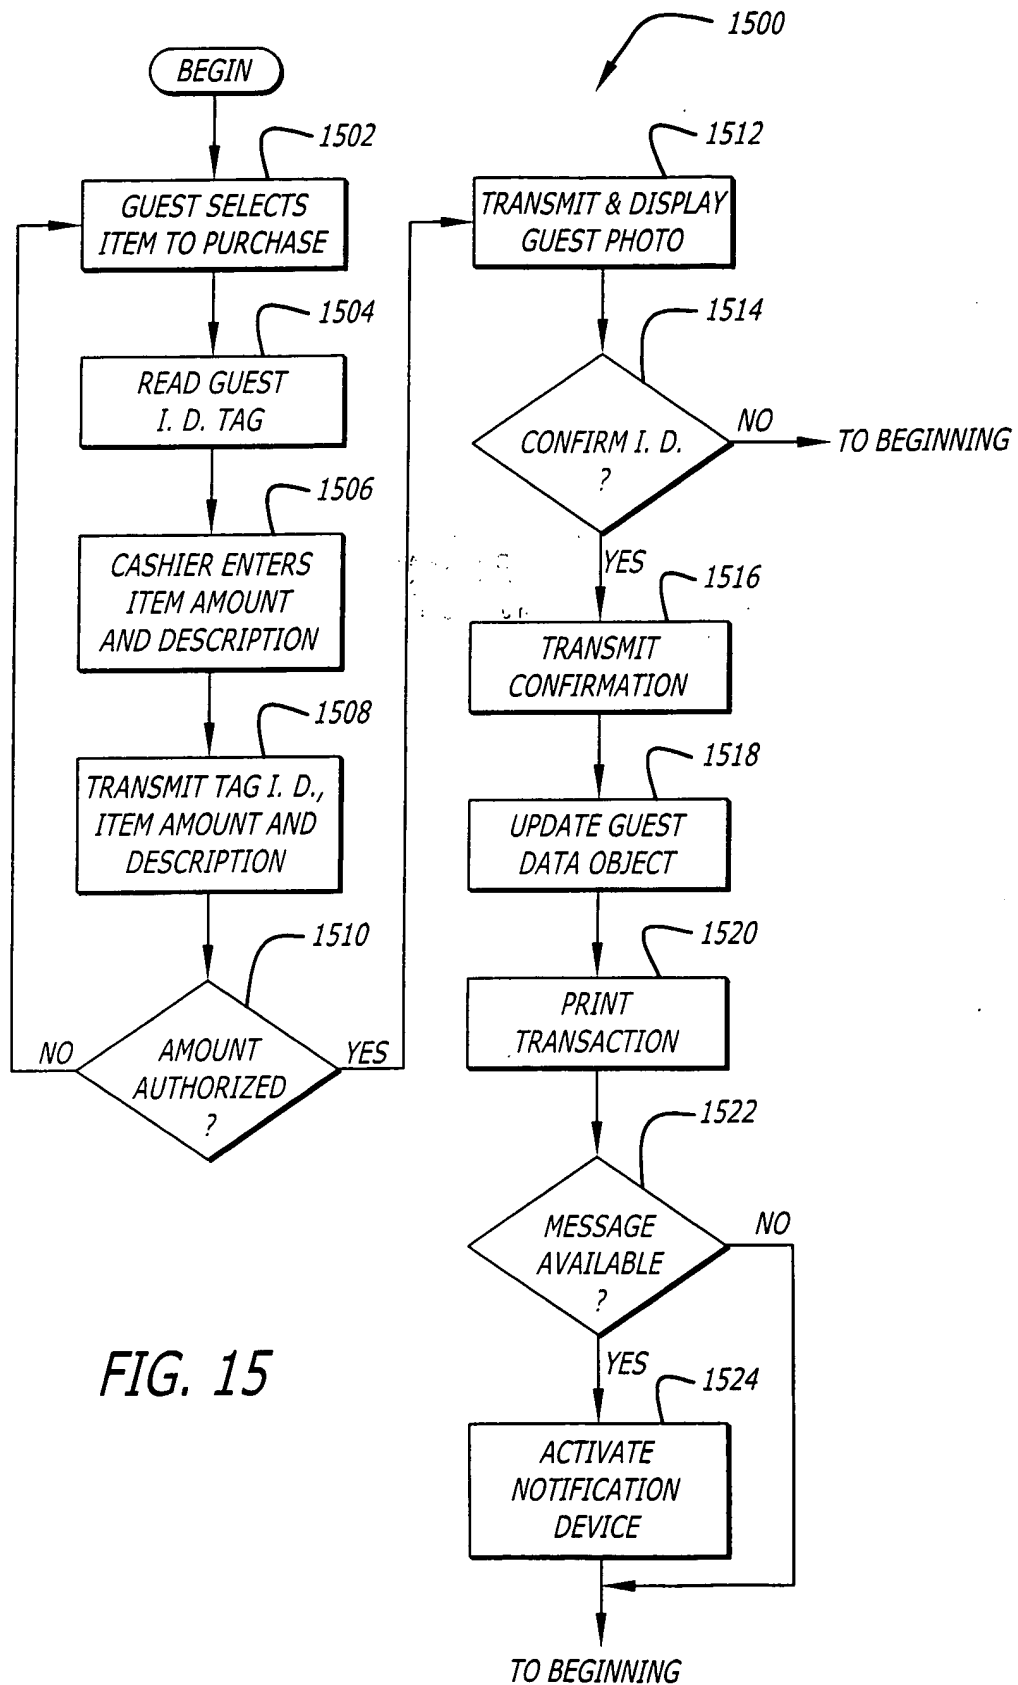 1500
BEGIN
1502
GUEST SELECTS
ITEM TO PURCHASE
1504
READ GUEST
I. D. TAG
1506
CASHIER ENTERS
ITEM AMOUNT
AND DESCRIPTION
1508
TRANSMIT TAG I. D.,
ITEM AMOUNT AND
DESCRIPTION
1510
AMOUNT
AUTHORIZED
?
NO
YES
1512
TRANSMIT & DISPLAY
GUEST PHOTO
1514
CONFIRM I. D.
?
NO
TO BEGINNING
YES
1516
TRANSMIT
CONFIRMATION
1518
UPDATE GUEST
DATA OBJECT
1520
PRINT
TRANSACTION
1522
MESSAGE
AVAILABLE
?
NO
YES
1524
ACTIVATE
NOTIFICATION
DEVICE
TO BEGINNING
FIG. 15